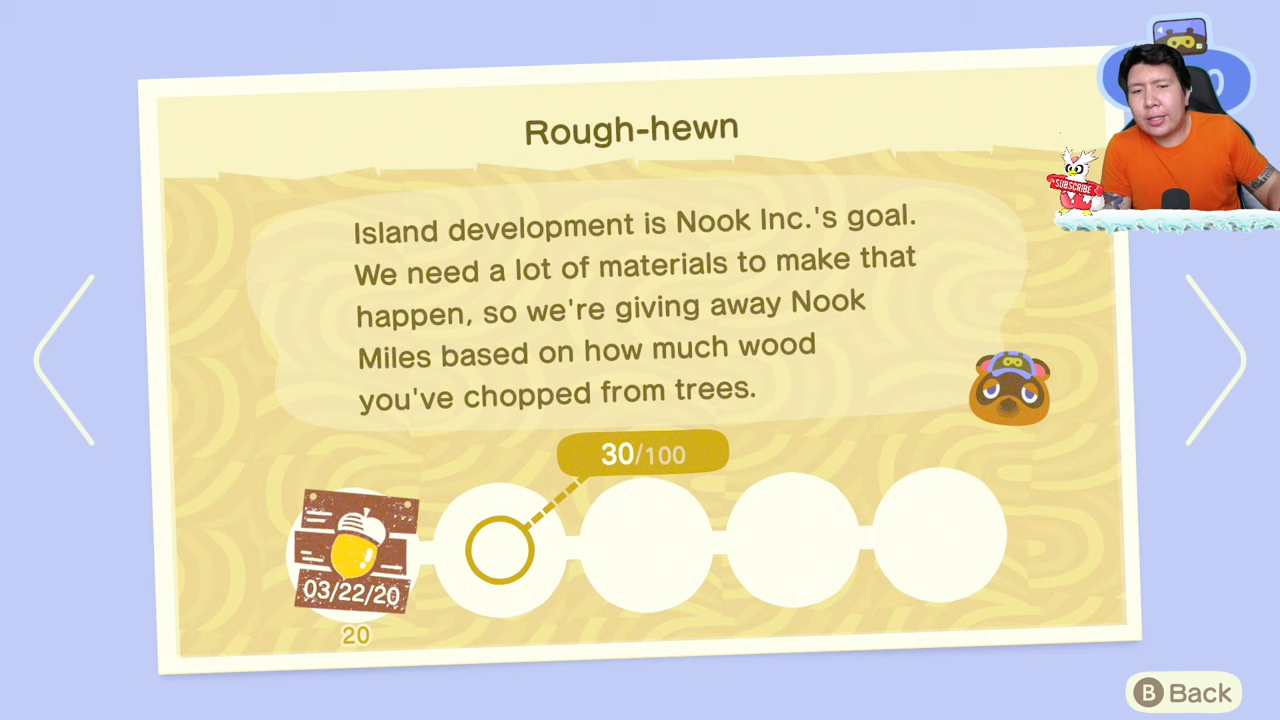 Rough-hewn
0
SUBSCRIBE
Island development is Nook Inc.'s goal.
We need a lot of materials to make that
happen, so we're giving away Nook
Miles based on how much wood
you've chopped from trees.
30/100
03/22/20
20
B Back